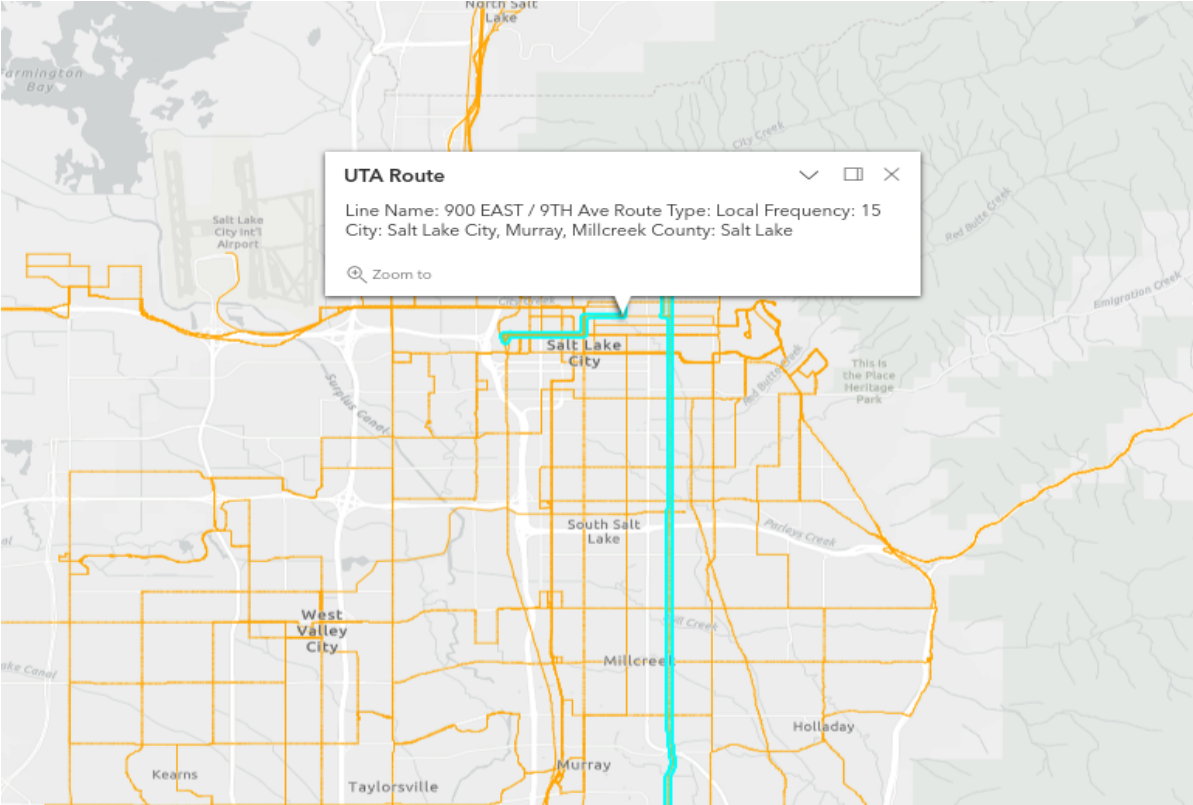 North Salt
Lake
Farmington
Bay
City Creek
UTA Route
Line Name: 900 EAST / 9TH Ave Route Type: Local Frequency: 15
City: Salt Lake City, Murray, Millcreek County: Salt Lake
Zoom to
Red Butte Creek
Salt Lake
City Int'l
Airport
Emigration Creek
City Creek
Salt Lake
City
Red Butte Creek
This Is
the Place
Heritage
Park
Surplus Canal
South Salt
Lake
Parleys Creek
West
Valley
City
Mill Creek
Millcreek
Holladay
Murray
Kearns
Taylorsville